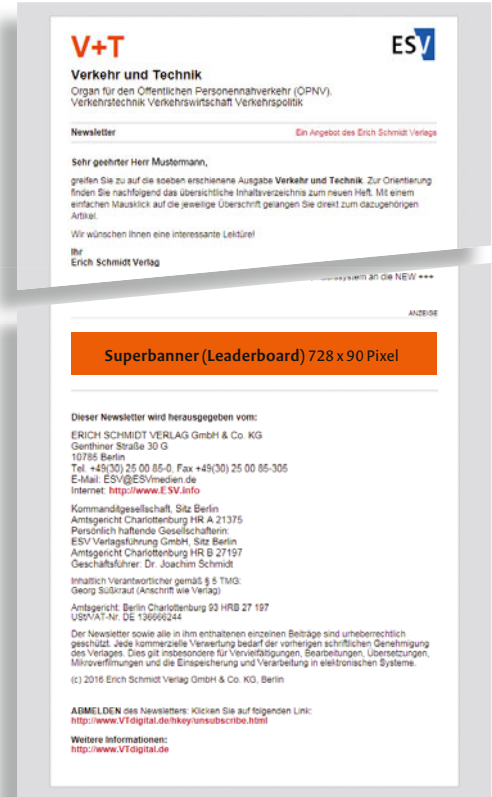 V+T
ESV
Verkehr und Technik
Organ für den Öffentlichen Personennahverkehr (ÖPNV).
Verkehrstechnik Verkehrswirtschaft Verkehrspolitik
Newsletter
Ein Angebot des Erich Schmidt Verlags
Sehr geehrter Herr Mustermann,
greifen Sie zu auf die soeben erschienene Ausgabe Verkehr und Technik. Zur Orientierung
finden Sie nachfolgend das übersichtliche Inhaltsverzeichnis zum neuen Heft. Mit einem
einfachen Mausklick auf die jeweilige Überschrift gelangen Sie direkt zum dazugehörigen
Artikel.
Wir wünschen Ihnen eine interessante Lektüre!
Ihr
Erich Schmidt Verlag
an die NEW +++
ANZEIGE
Superbanner (Leaderboard) 728 x 90 Pixel
Dieser Newsletter wird herausgegeben vom:
ERICH SCHMIDT VERLAG GmbH & Co. KG
Genthiner Straße 30 G
10785 Berlin
Tel. +49(30) 25 00 85-0, Fax +49(30) 25 00 85-305
E-Mail: ESV@ESVmedien.de
Internet: http://www.ESV.info
Kommanditgesellschaft, Sitz Berlin
Amtsgericht Charlottenburg HR A 21375
Persönlich haftende Gesellschafterin:
ESV Verlagsführung GmbH, Sitz Berlin
Amtsgericht Charlottenburg HR B 27197
Geschäftsführer: Dr. Joachim Schmidt
Inhaltlich Verantwortlicher gemäß § 5 TMG:
Georg Süßkraut (Anschrift wie Verlag)
Amtsgericht: Berlin Charlottenburg 93 HRB 27 197
USt/VAT-Nr. DE 136666244
Der Newsletter sowie alle in ihm enthaltenen einzelnen Beiträge sind urheberrechtlich
geschützt. Jede kommerzielle Verwertung bedarf der vorherigen schriftlichen Genehmigung
des Verlages. Dies gilt insbesondere für Vervielfältigungen, Bearbeitungen, Übersetzungen,
Mikroverfilmungen und die Einspeicherung und Verarbeitung in elektronischen Systeme.
(c) 2016 Erich Schmidt Verlag GmbH & Co. KG, Berlin
ABMELDEN des Newsletters: Klicken Sie auf folgenden Link:
http://www.VTdigital.de/hkey/unsubscribe.html
Weitere Informationen:
http://www.VTdigital.de